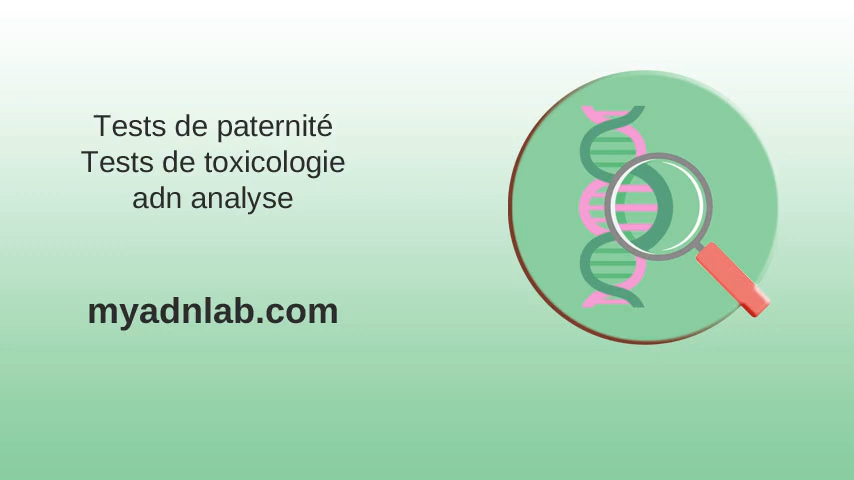 Tests de paternité
Tests de toxicologie
adn analyse
myadnlab.com